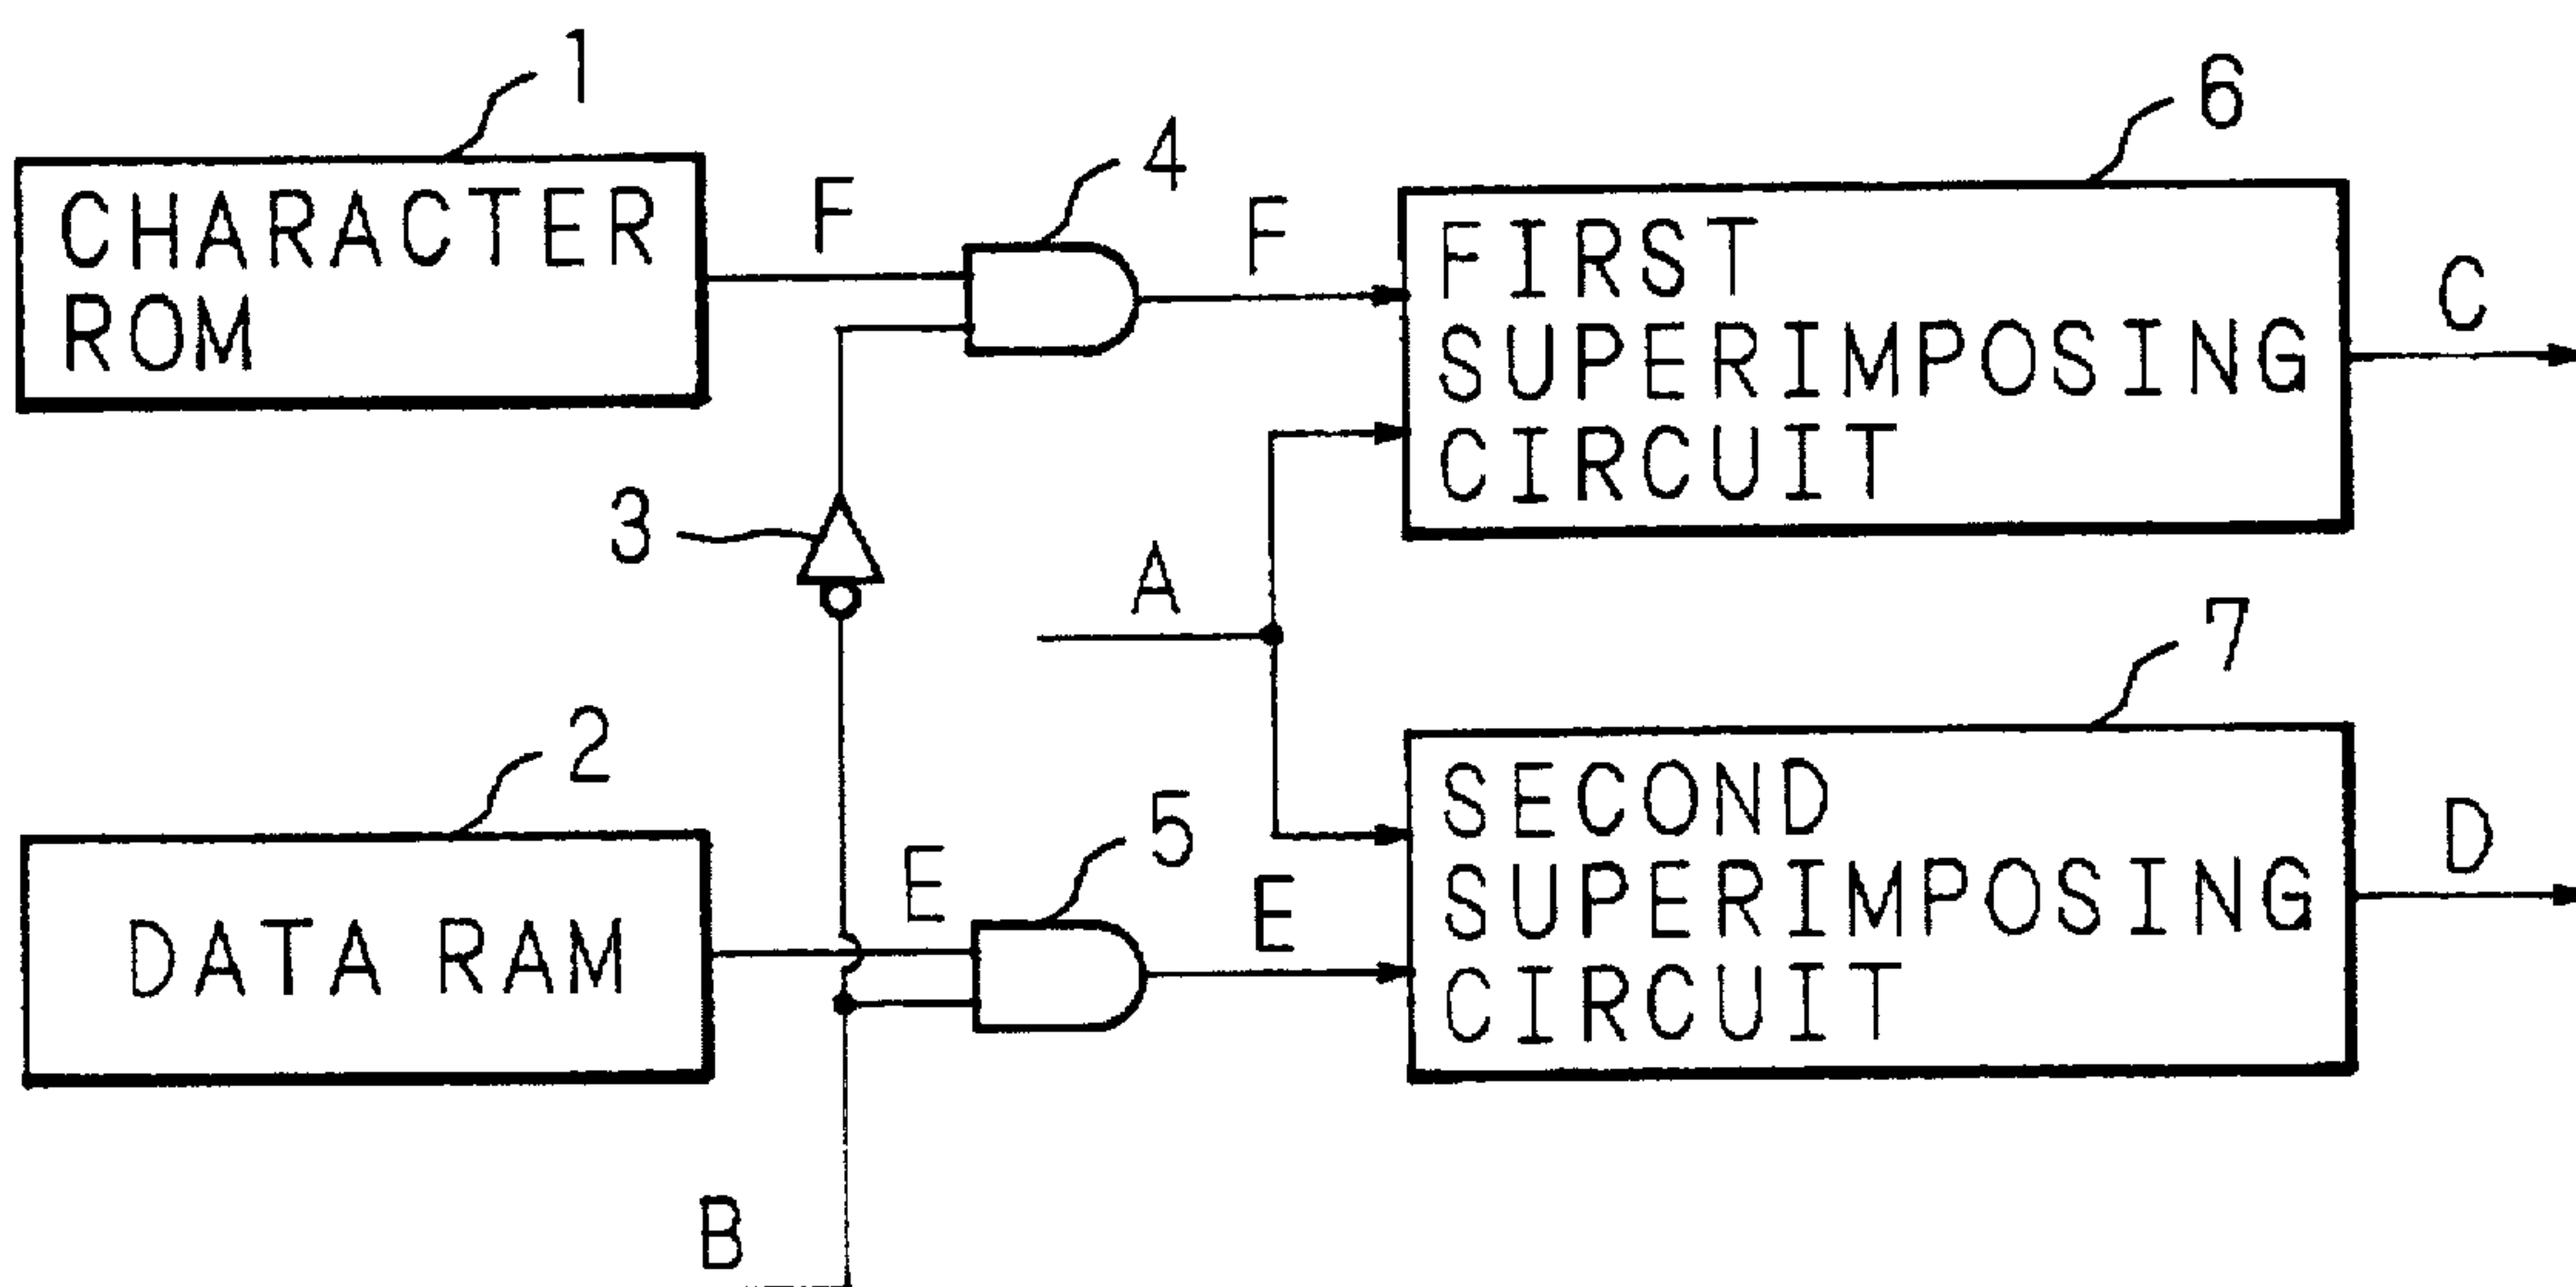 1
CHARACTER
ROM
F
4
F
6
FIRST
SUPERIMPOSING
CIRCUIT
C
3
A
2
DATA RAM
E
5
E
7
SECOND
SUPERIMPOSING
CIRCUIT
D
B